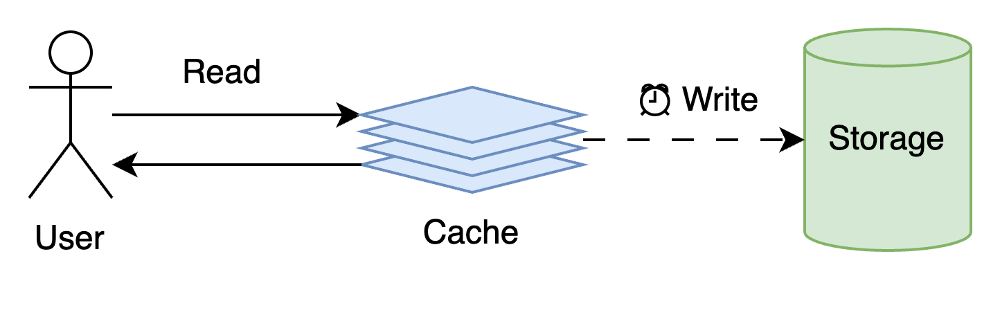 Read
Write
Storage
User
Cache